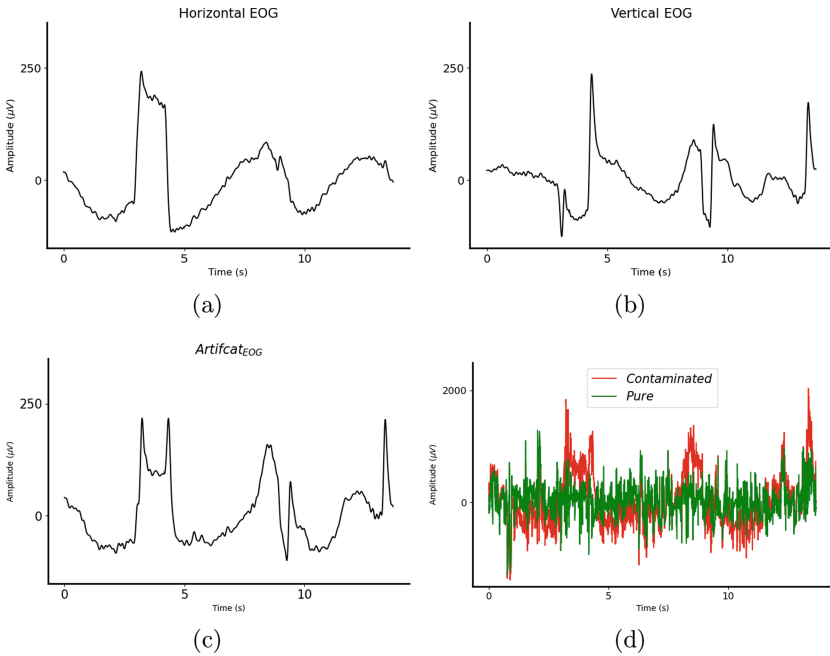 Horizontal EOG
Amplitude (μV)
250
0
0
5
10
Time (s)
(a)
Vertical EOG
Amplitude (μV)
250
0
0
5
10
Time (s)
(b)
Artifcat_EOG
Amplitude (μV)
250
0
0
5
10
Time (s)
(c)
Contaminated
Pure
Amplitude (μV)
2000
0
0
5
10
Time (s)
(d)